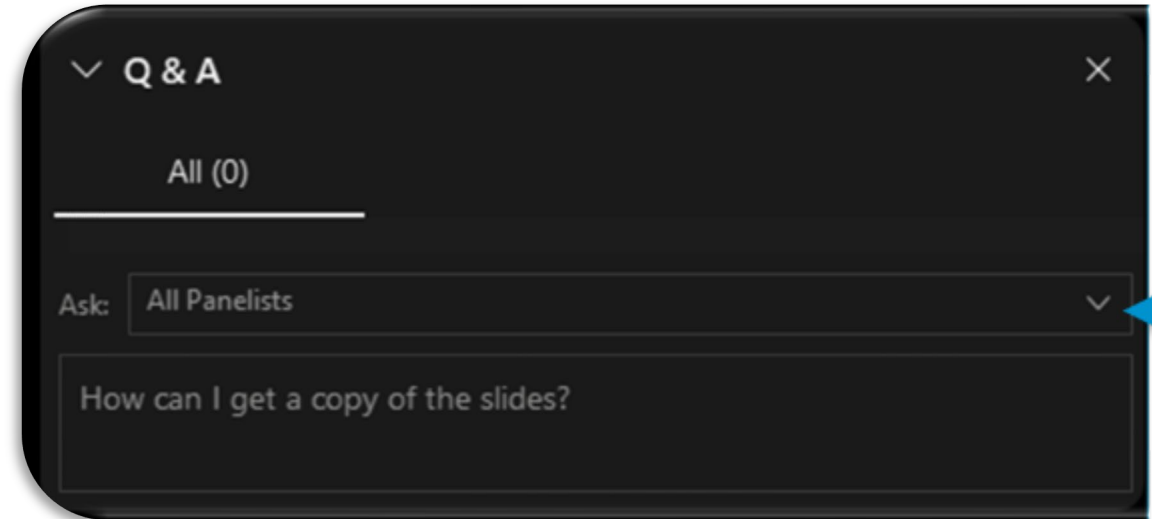 Q & A
All (0)
Ask: All Panelists
How can I get a copy of the slides?